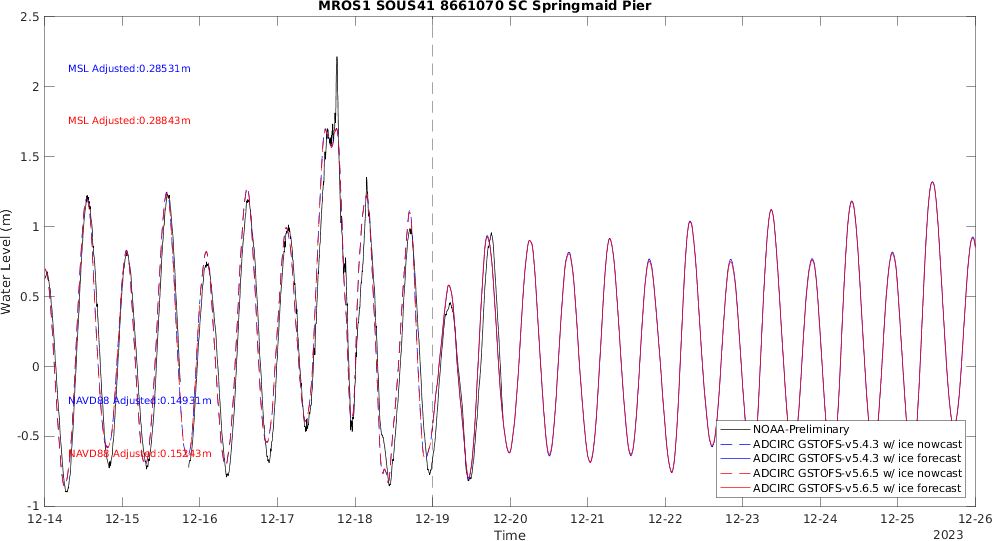 MROS1 SOUS41 8661070 SC Springmaid Pier
2.5
2
1.5
1
0.5
0
-0.5
-1
Water Level (m)
MSL Adjusted:0.28531m
MSL Adjusted:0.28843m
NAVD88 Adjusted:0.14931m
NAVD88 Adjusted:0.15243m
NOAA-Preliminary
ADCIRC GSTOFS-v5.4.3 w/ ice nowcast
ADCIRC GSTOFS-v5.4.3 w/ ice forecast
ADCIRC GSTOFS-v5.6.5 w/ ice nowcast
ADCIRC GSTOFS-v5.6.5 w/ ice forecast
12-14 12-15 12-16 12-17 12-18 12-19 12-20 12-21 12-22 12-23 12-24 12-25 12-26
Time
2023